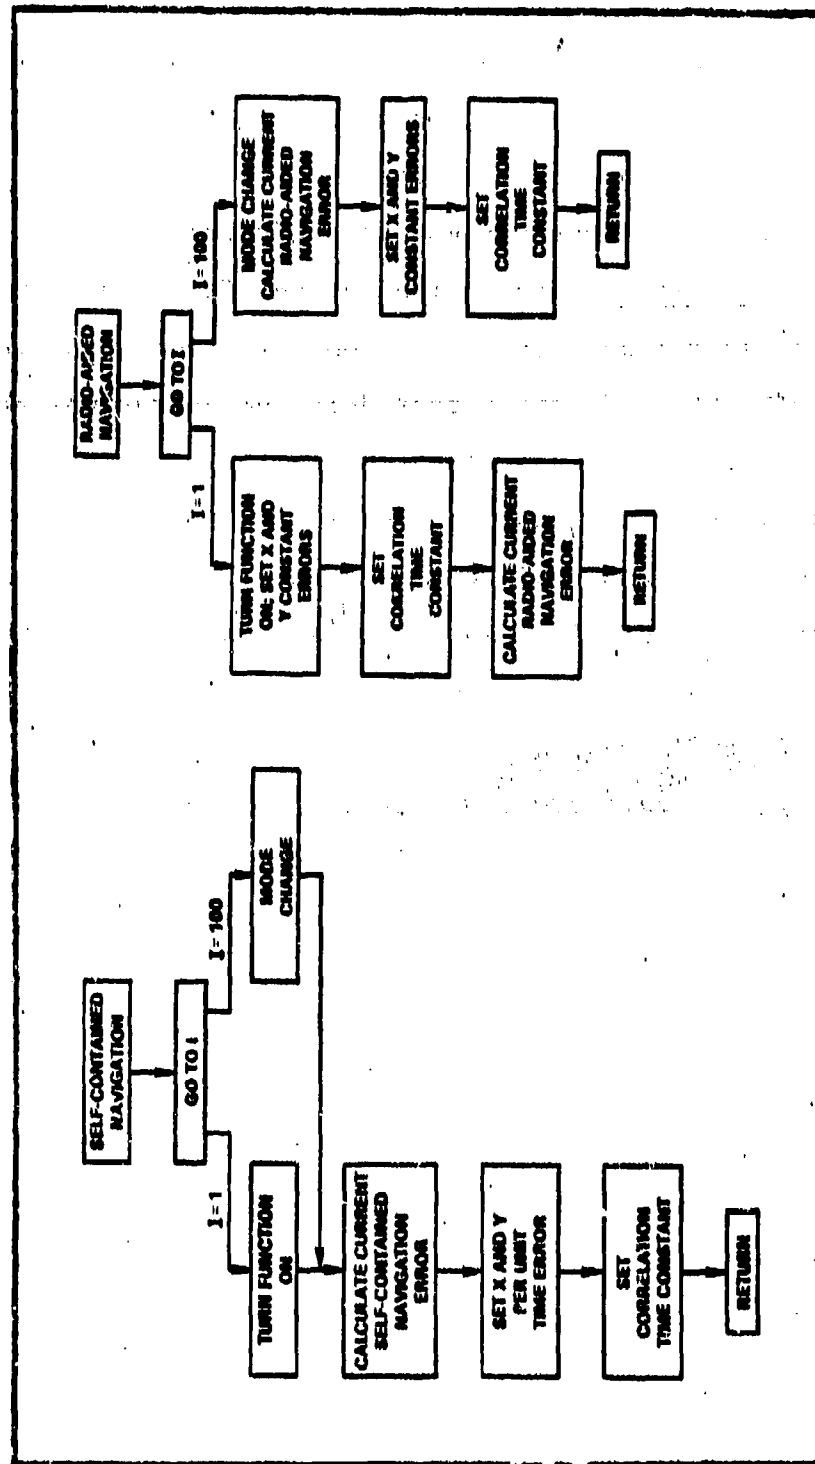 SELF-CONTAINED
NAVIGATION
GO TO I
I = 1
I = 100
TURN FUNCTION
ON
MODE
CHANGE
CALCULATE CURRENT
SELF-CONTAINED
NAVIGATION
ERROR
SET X AND Y
PER UNIT
TIME ERROR
SET
CORRELATION
TIME CONSTANT
RETURN
RADIO-AIDED
NAVIGATION
GO TO I
I = 1
I = 100
TURN FUNCTION
ON: SET X AND
Y CONSTANT
ERRORS
SET
CORRELATION
TIME
CONSTANT
CALCULATE CURRENT
RADIO-AIDED
NAVIGATION
ERROR
RETURN
MODE CHANGE
CALCULATE CURRENT
RADIO-AIDED
NAVIGATION
ERROR
SET X AND Y
CONSTANT ERRORS
SET
CORRELATION
TIME
CONSTANT
RETURN